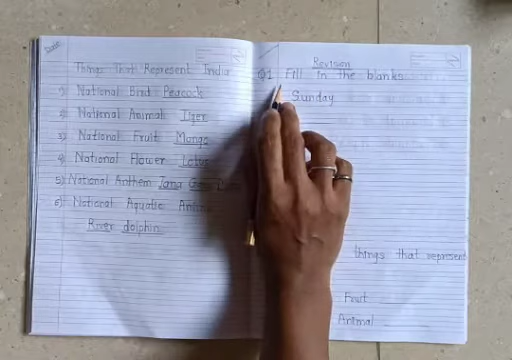 Things That Represent India
1) National Bird Peacock
2) National Animal Tiger
3) National Fruit Mango
4) National Flower Lotus
5) National Anthem Jana Gana
6) National Aquatic
River dolphin
Revision
Q1 Fill in the blanks
Sunday
things that represent
Fruit
Animal